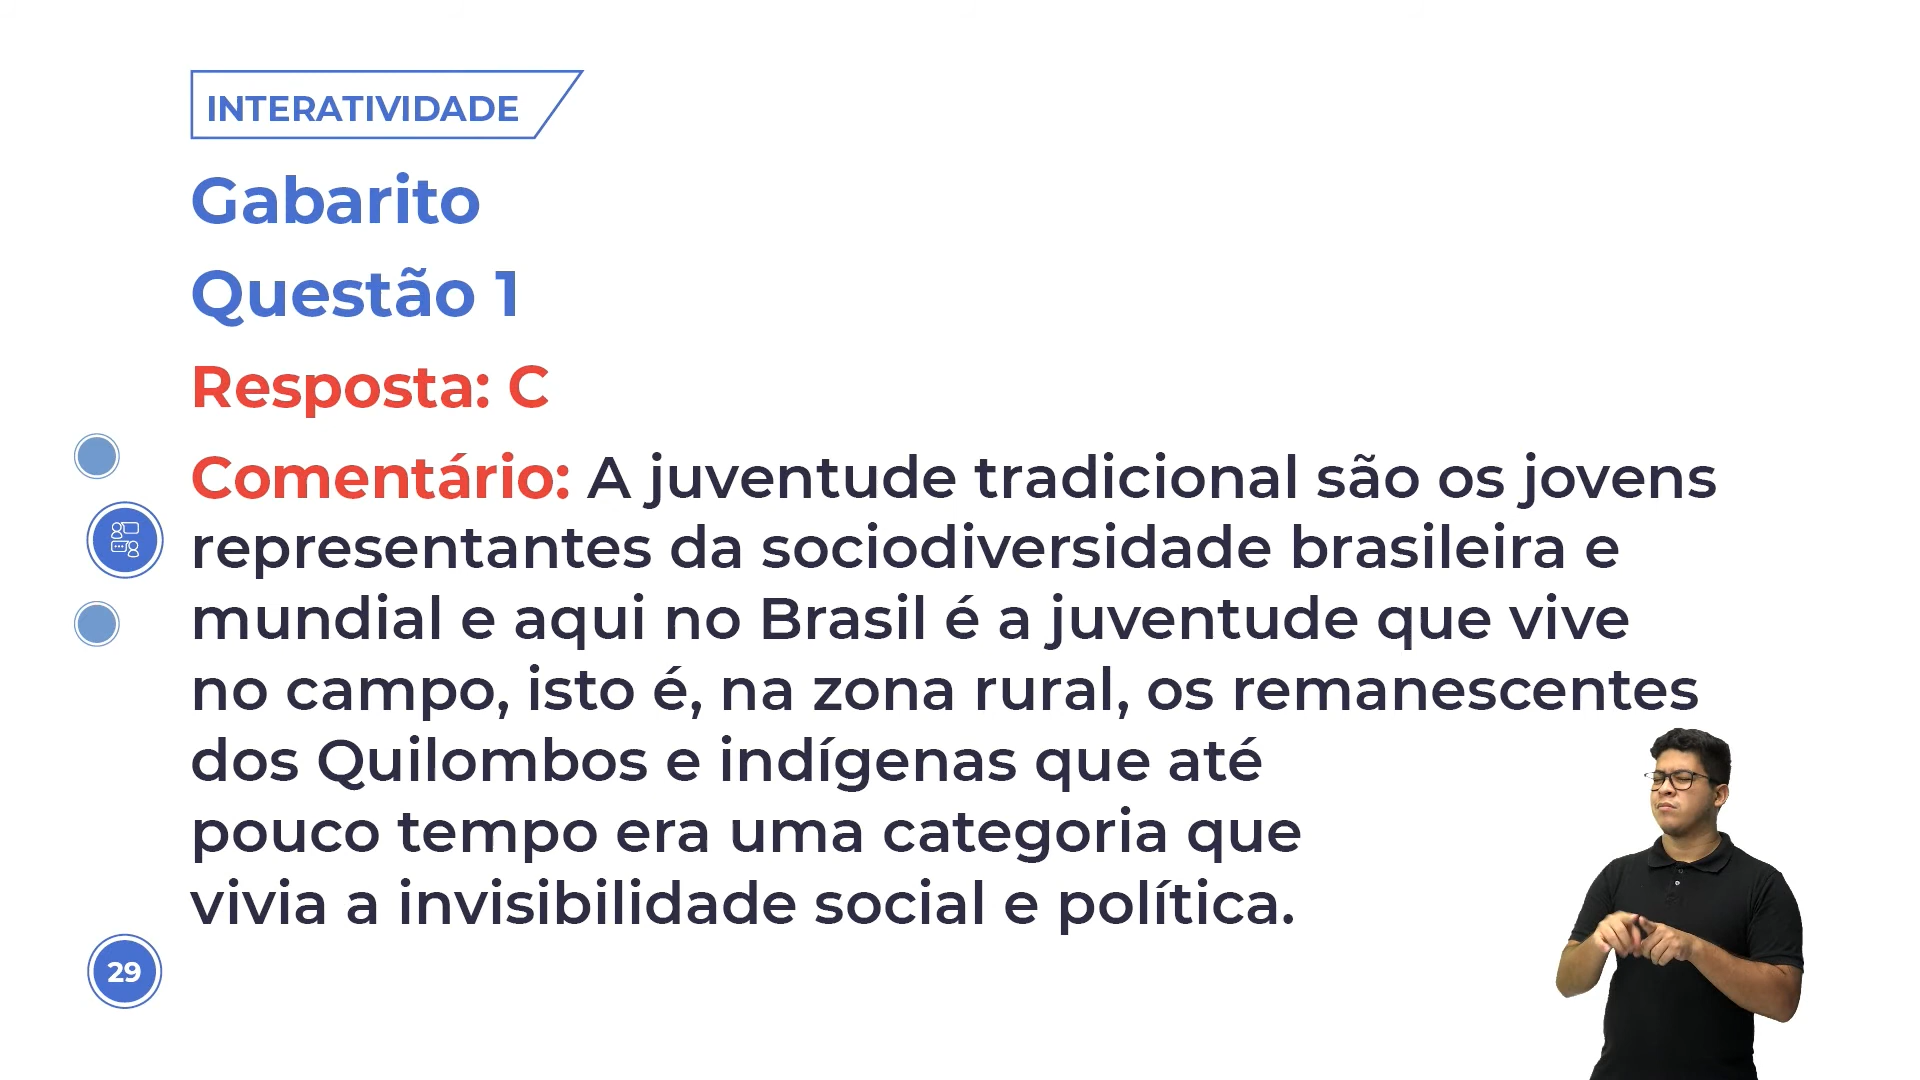 INTERATIVIDADE
Gabarito
Questão 1
Resposta: C
Comentário: A juventude tradicional são os jovens
representantes da sociodiversidade brasileira e
mundial e aqui no Brasil é a juventude que vive
no campo, isto é, na zona rural, os remanescentes
dos Quilombos e indígenas que até
pouco tempo era uma categoria que
vivia a invisibilidade social e política.
29